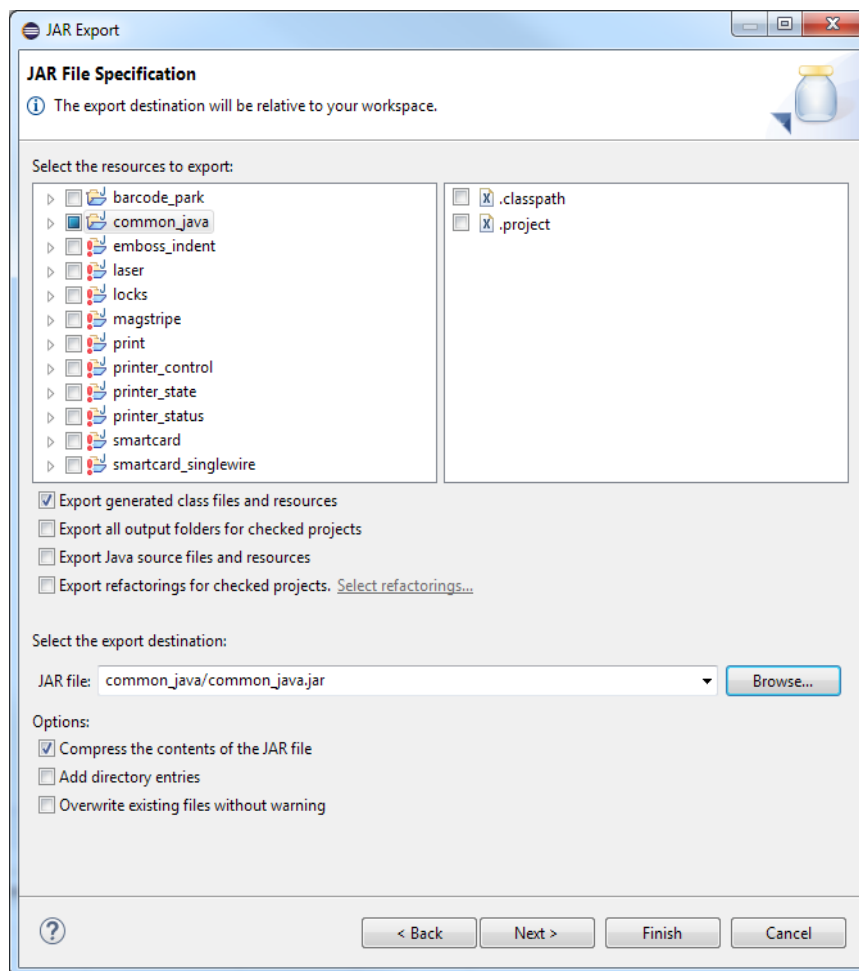 JAR Export
JAR File Specification
The export destination will be relative to your workspace.
Select the resources to export:
barcode_park
common_java
emboss_indent
laser
locks
magstripe
print
printer_control
printer_state
printer_status
smartcard
smartcard_singlewire
.classpath
.project
Export generated class files and resources
Export all output folders for checked projects
Export Java source files and resources
Export refactorings for checked projects. Select refactorings...
Select the export destination:
JAR file: common_java/common_java.jar Browse...
Options:
Compress the contents of the JAR file
Add directory entries
Overwrite existing files without warning
? < Back Next > Finish Cancel